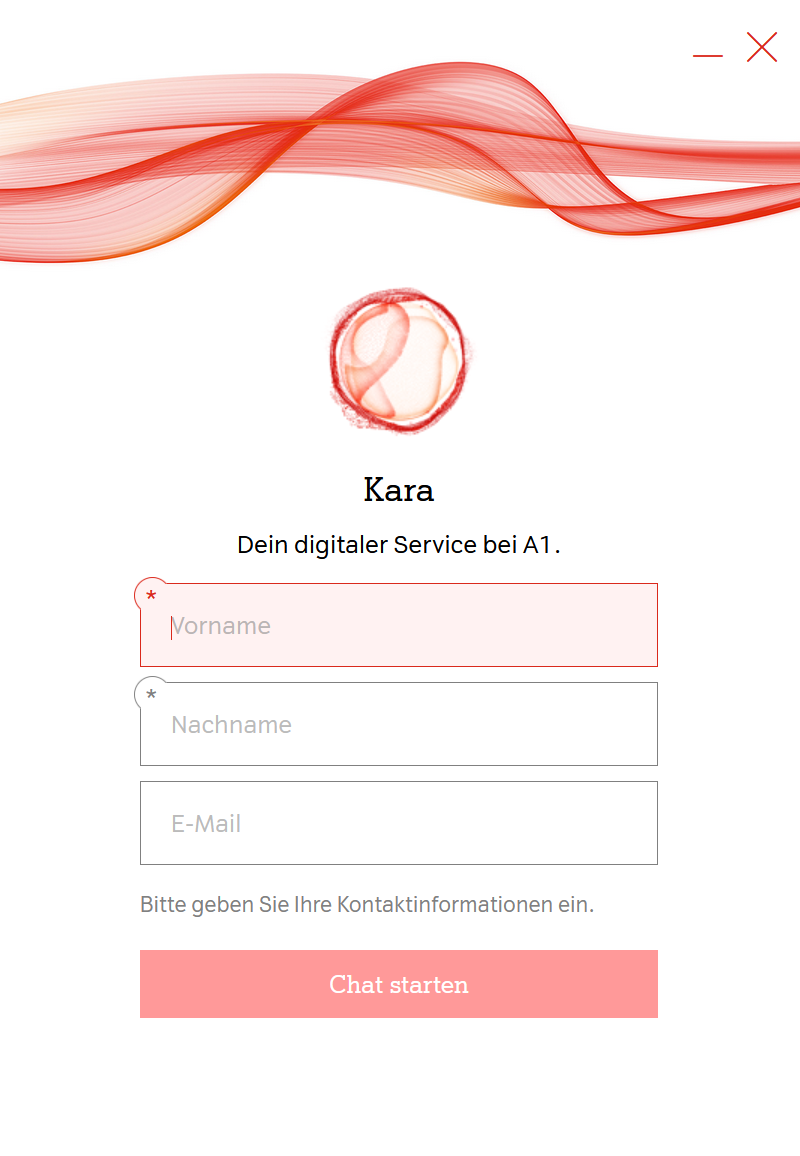 Kara
Dein digitaler Service bei A1.
*
Vorname
*
Nachname
E-Mail
Bitte geben Sie Ihre Kontaktinformationen ein.
Chat starten